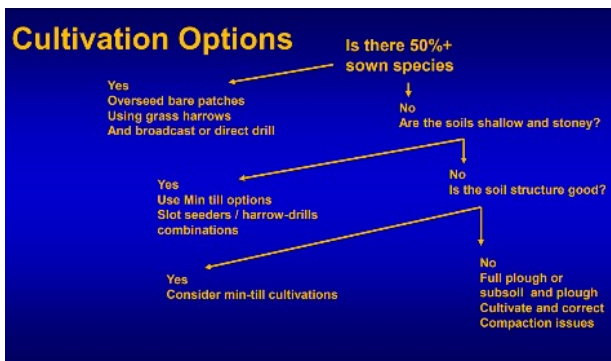 Cultivation Options
Is there 50%+
sown species
Yes
Overseed bare patches
Using grass harrows
And broadcast or direct drill
No
Are the soils shallow and stoney?
Yes
Use Min till options
Slot seeders / harrow-drills
combinations
No
Is the soil structure good?
Yes
Consider min-till cultivations
No
Full plough or
subsoil and plough
Cultivate and correct
Compaction issues